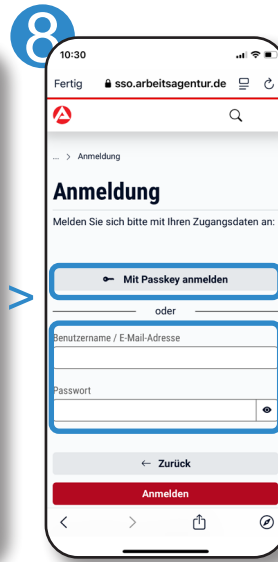 8
10:30
Fertig sso.arbeitsagentur.de
... > Anmeldung
Anmeldung
Melden Sie sich bitte mit Ihren Zugangsdaten an:
Mit Passkey anmelden
oder
Benutzername / E-Mail-Adresse
Passwort
← Zurück
Anmelden